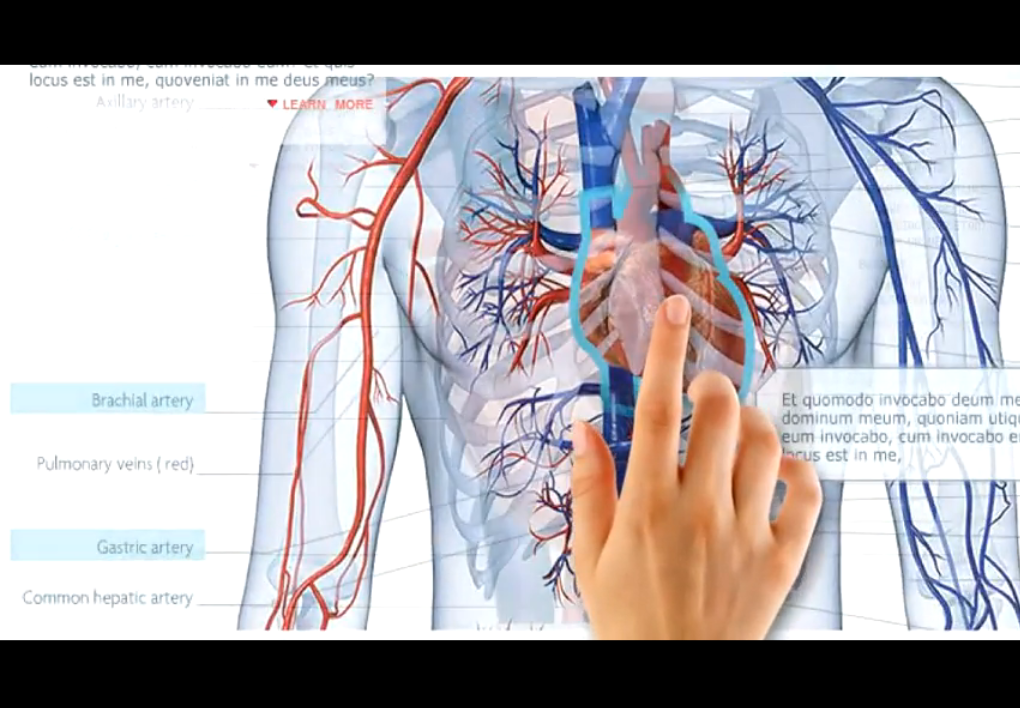 locus est in me, quoveniat in me deus meus?
Axillary artery
LEARN MORE
Brachial artery
Pulmonary veins ( red)
Gastric artery
Common hepatic artery
Et quomodo invocabo deum me
dominum meum, quoniam utiq
eum invocabo, cum invocabo e
locus est in me,